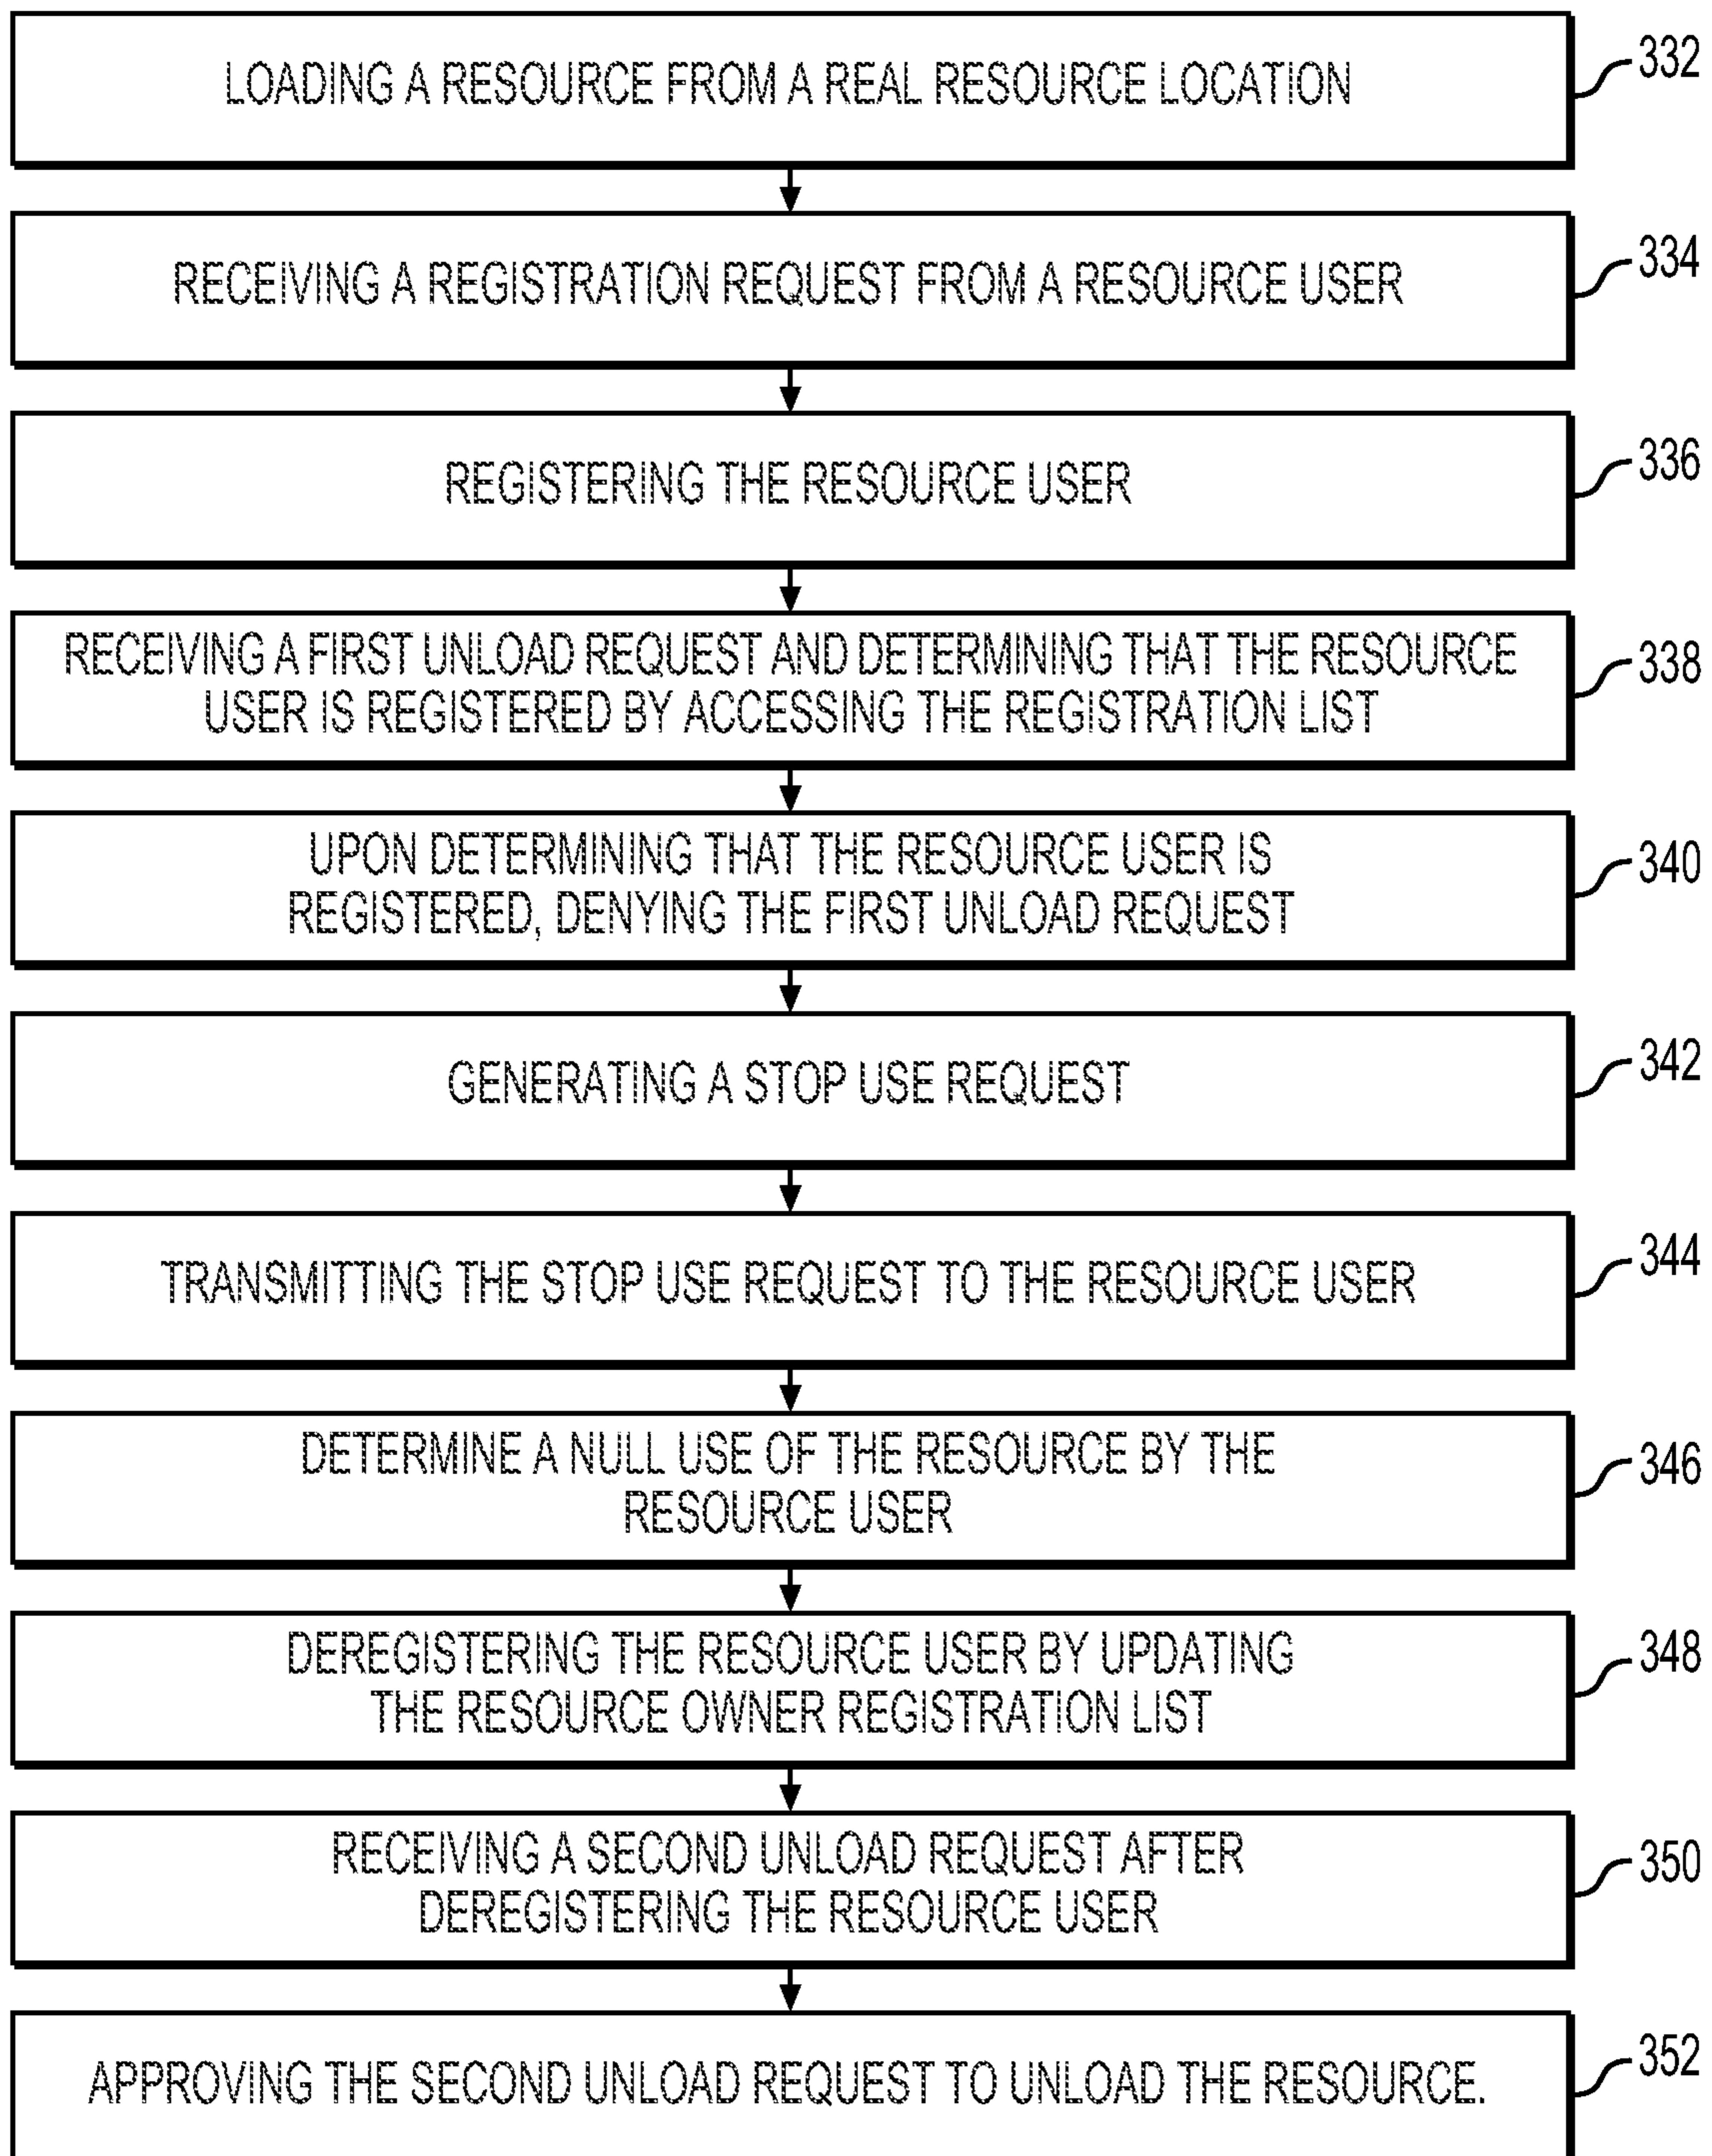 LOADING A RESOURCE FROM A REAL RESOURCE LOCATION
332
RECEIVING A REGISTRATION REQUEST FROM A RESOURCE USER
334
REGISTERING THE RESOURCE USER
336
RECEIVING A FIRST UNLOAD REQUEST AND DETERMINING THAT THE RESOURCE
USER IS REGISTERED BY ACCESSING THE REGISTRATION LIST
338
UPON DETERMINING THAT THE RESOURCE USER IS
REGISTERED, DENYING THE FIRST UNLOAD REQUEST
340
GENERATING A STOP USE REQUEST
342
TRANSMITTING THE STOP USE REQUEST TO THE RESOURCE USER
344
DETERMINE A NULL USE OF THE RESOURCE BY THE
RESOURCE USER
346
DEREGISTERING THE RESOURCE USER BY UPDATING
THE RESOURCE OWNER REGISTRATION LIST
348
RECEIVING A SECOND UNLOAD REQUEST AFTER
DEREGISTERING THE RESOURCE USER
350
APPROVING THE SECOND UNLOAD REQUEST TO UNLOAD THE RESOURCE.
352